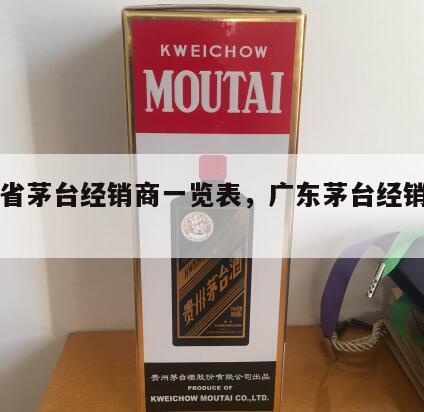 KWEICHOW
MOUTAI
省茅台经销商一览表，广东茅台经销
贵州茅台酒
贵州茅台酒股份有限公司出品
PRODUCE OF
KWEICHOW MOUTAI CO.,LTD.